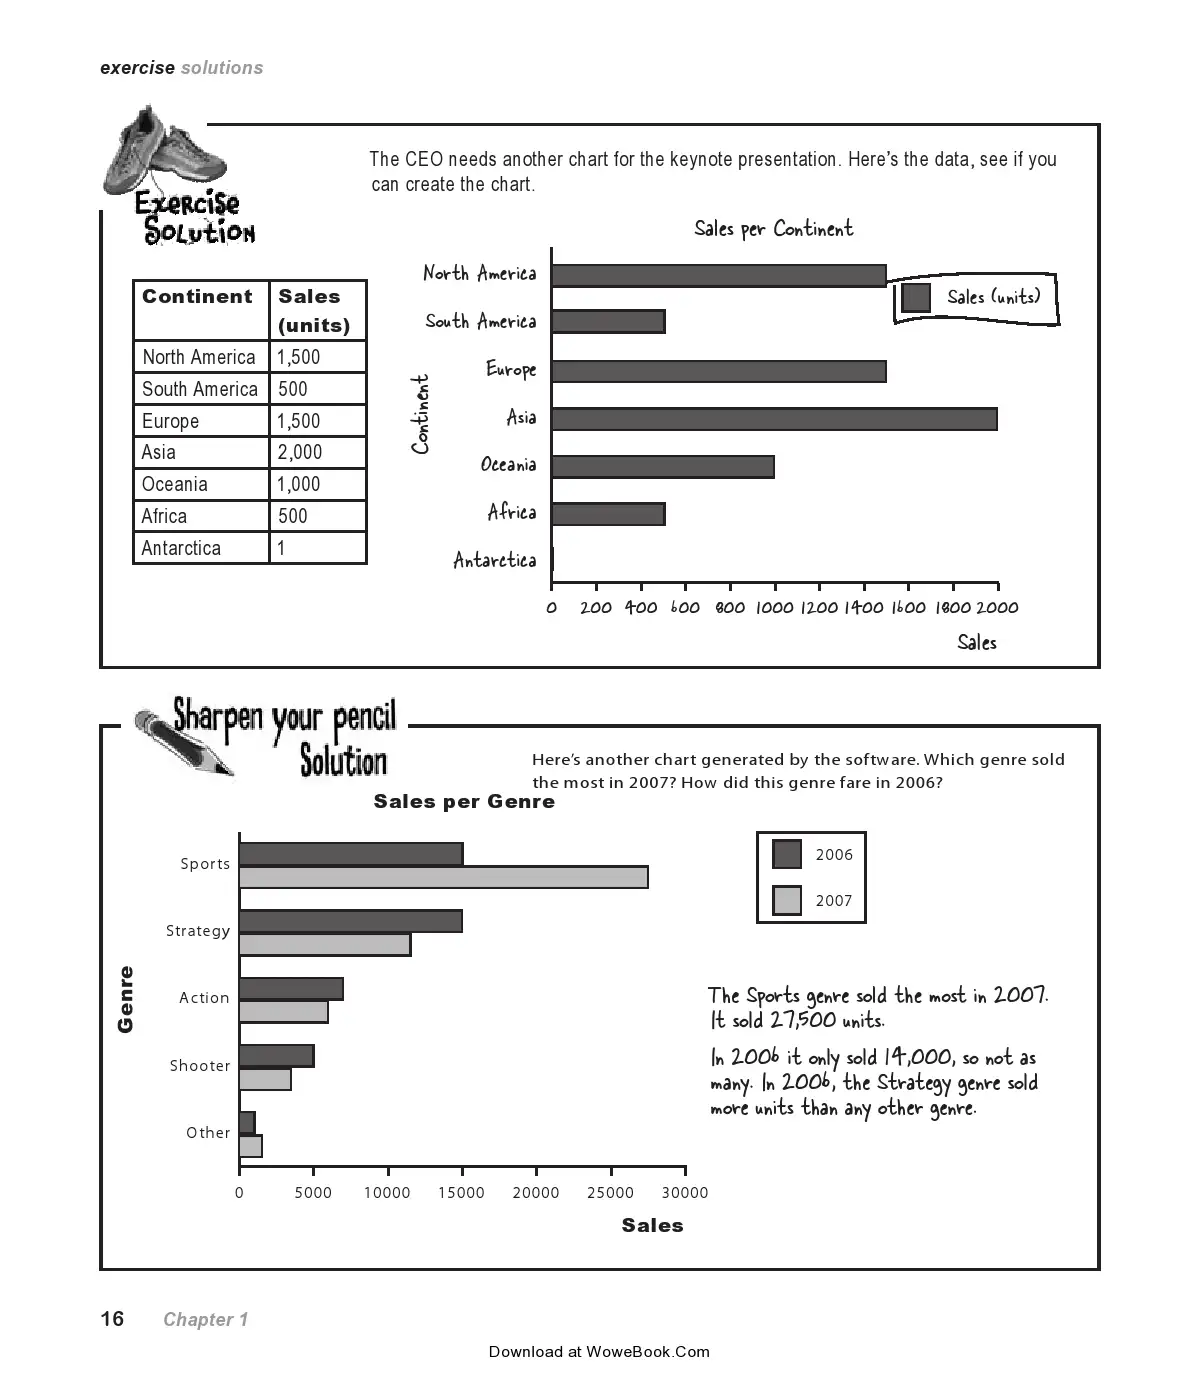 exercise solutions
Exercise
Solution
The CEO needs another chart for the keynote presentation. Here's the data, see if you
can create the chart.
Continent Sales
(units)
North America 1,500
South America 500
Europe 1,500
Asia 2,000
Oceania 1,000
Africa 500
Antarctica 1
Sales per Continent
North America
South America
Europe
Asia
Oceania
Africa
Antarctica
Continent
Sales (units)
0 200 400 600 800 1000 1200 1400 1600 1800 2000
Sales
Sharpen your pencil
Solution
Here's another chart generated by the software. Which genre sold
the most in 2007? How did this genre fare in 2006?
Sales per Genre
Sports
Strategy
Action
Shooter
Other
Genre
0 5000 10000 15000 20000 25000 30000
Sales
2006
2007
The Sports genre sold the most in 2007.
It sold 27,500 units.
In 2006 it only sold 14,000, so not as
many. In 2006, the Strategy genre sold
more units than any other genre.
16 Chapter 1
Download at WoweBook.Com